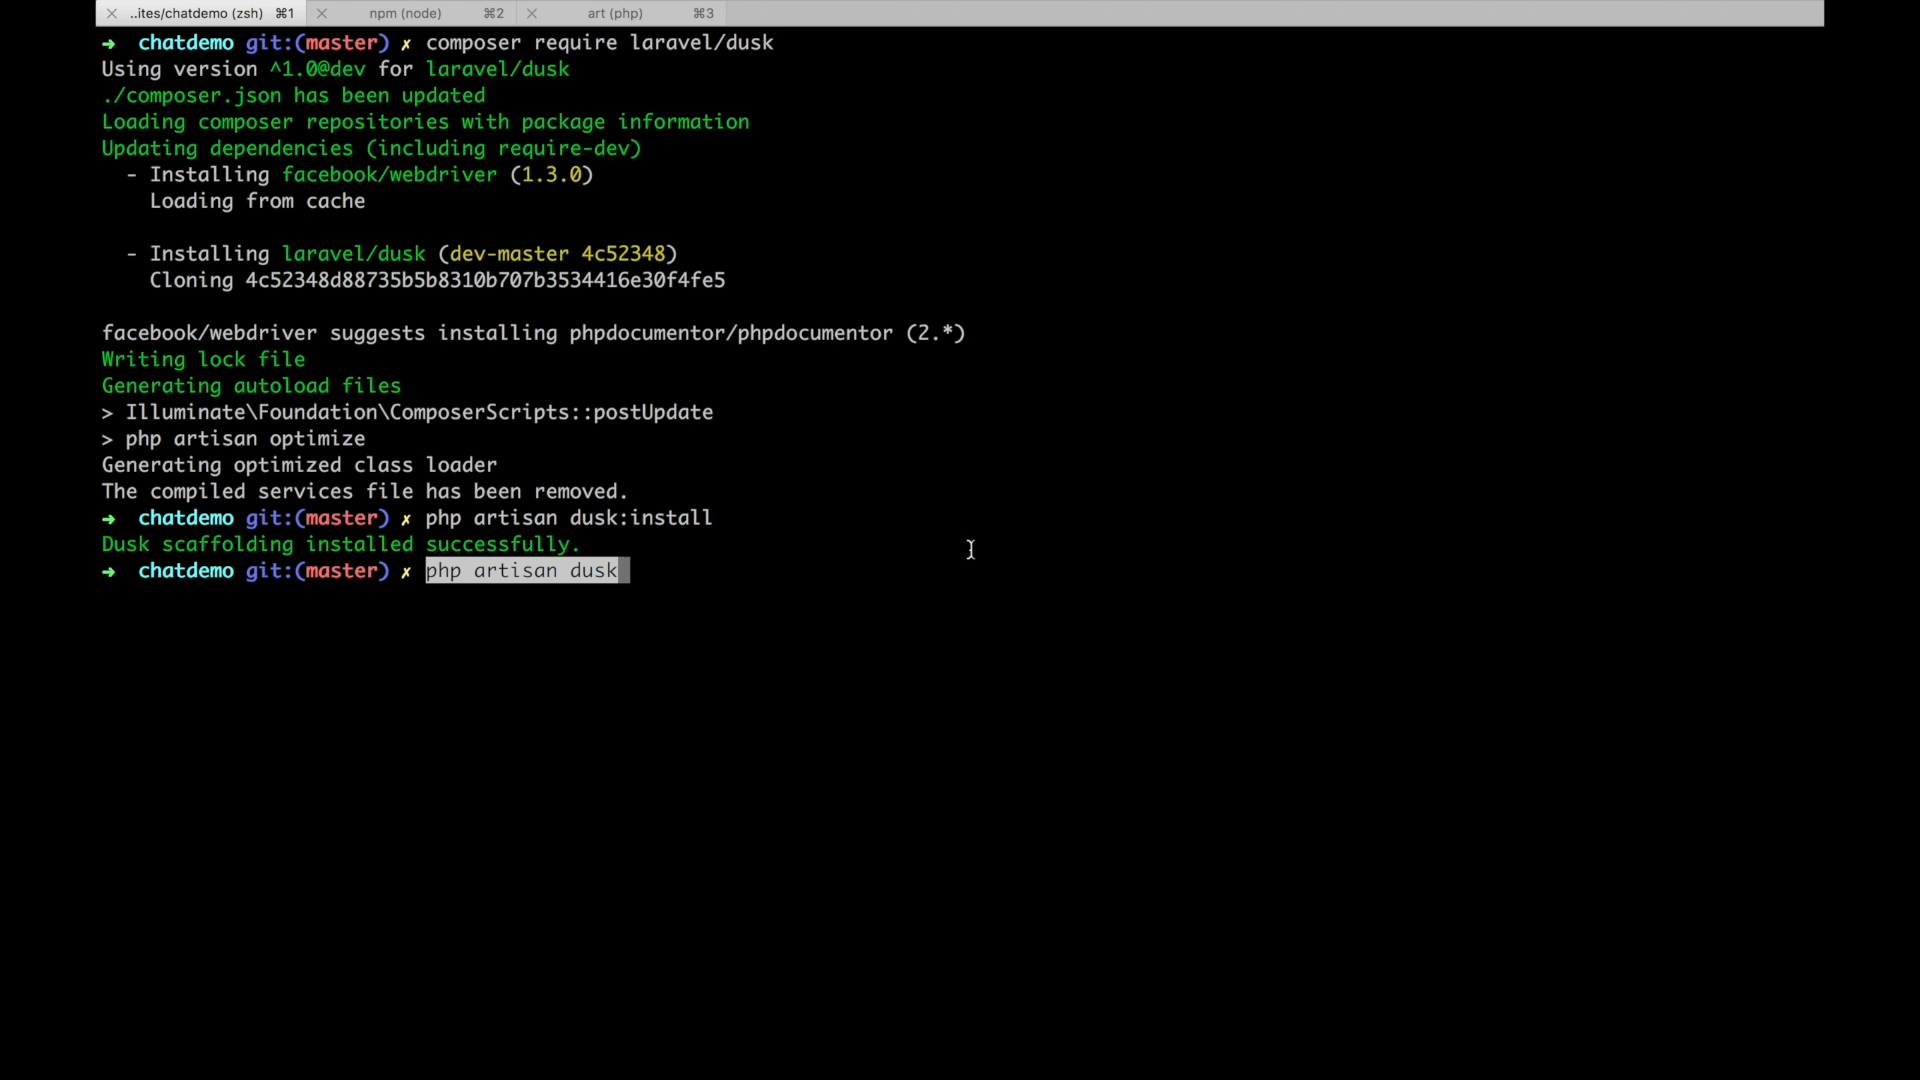 ..ites/chatdemo (zsh) ⌘1 npm (node) ⌘2 art (php) ⌘3
➜ chatdemo git:(master) ✗ composer require laravel/dusk
Using version ^1.0@dev for laravel/dusk
./composer.json has been updated
Loading composer repositories with package information
Updating dependencies (including require-dev)
- Installing facebook/webdriver (1.3.0)
Loading from cache
- Installing laravel/dusk (dev-master 4c52348)
Cloning 4c52348d88735b5b8310b707b3534416e30f4fe5
facebook/webdriver suggests installing phpdocumentor/phpdocumentor (2.*)
Writing lock file
Generating autoload files
> Illuminate\Foundation\ComposerScripts::postUpdate
> php artisan optimize
Generating optimized class loader
The compiled services file has been removed.
➜ chatdemo git:(master) ✗ php artisan dusk:install
Dusk scaffolding installed successfully.
➜ chatdemo git:(master) ✗ php artisan dusk